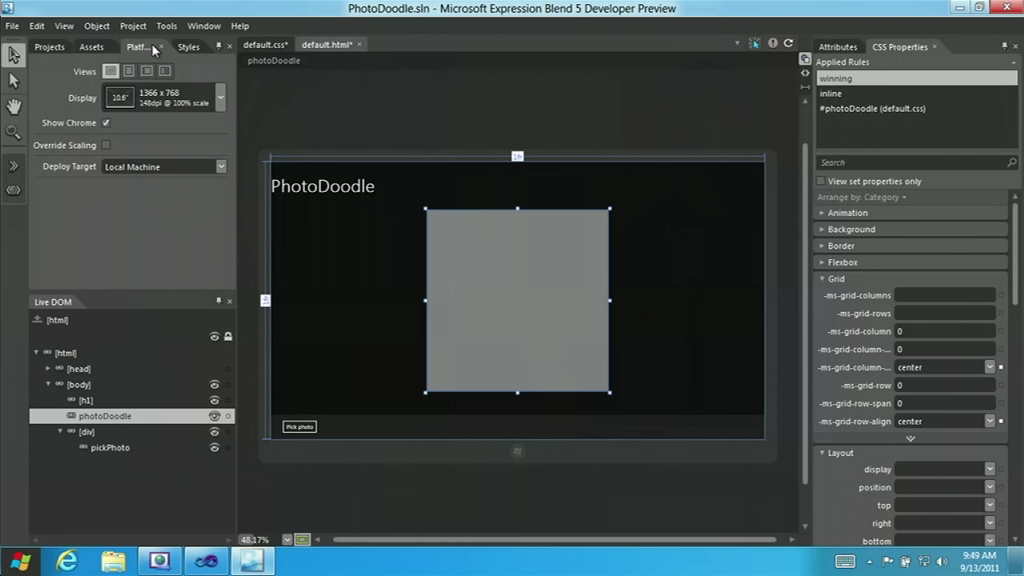 PhotoDoodle.sln - Microsoft Expression Blend 5 Developer Preview
File Edit View Object Project Tools Window Help
Projects Assets Platf... Styles
default.css* default.html*
Attributes CSS Properties
photoDoodle
Applied Rules
winning
inline
#photoDoodle (default.css)
Views
Display 10.6" 1366 x 768
148dpi @ 100% scale
Show Chrome
Override Scaling
Deploy Target Local Machine
Search
View set properties only
Arrange by: Category
Animation
Background
Border
Flexbox
Grid
-ms-grid-columns
-ms-grid-rows
-ms-grid-column 0
-ms-grid-column-... 0
-ms-grid-column-... center
-ms-grid-row 0
-ms-grid-row-span 0
-ms-grid-row-align center
Layout
display
position
top
right
bottom
1fr
PhotoDoodle
1fr
Pick photo
Live DOM
[html]
[html]
[head]
[body]
[h1]
photoDoodle
[div]
pickPhoto
48.17%
9:49 AM
9/13/2011